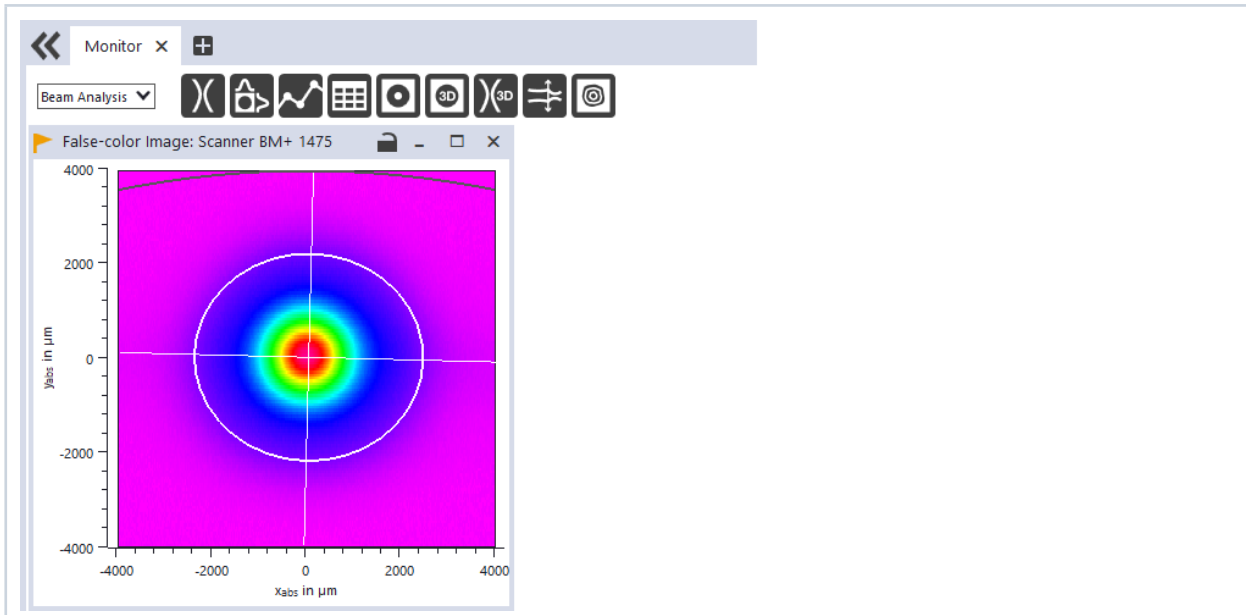 Monitor
Beam Analysis
3D
3D
False-color Image: Scanner BM+ 1475
4000
2000
0
-2000
-4000
yabs in µm
-4000 -2000 0 2000 4000
xabs in µm